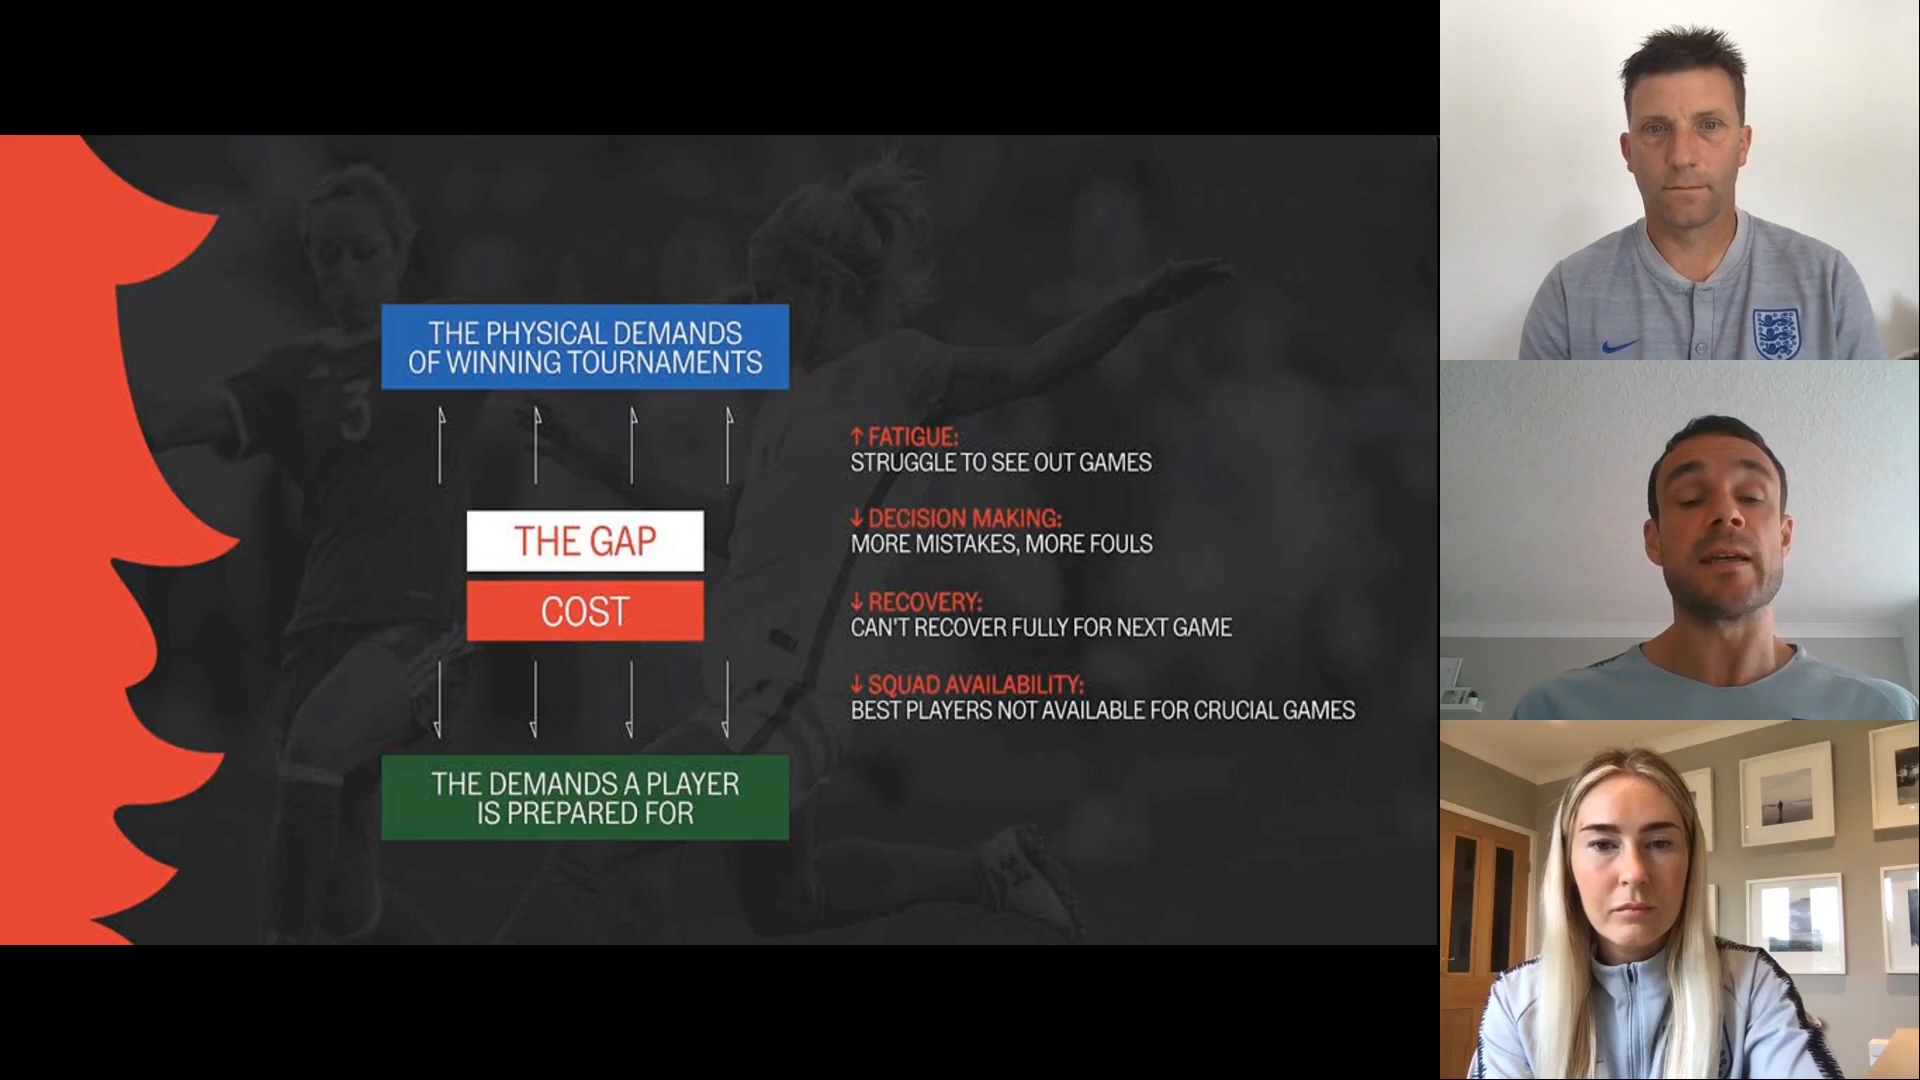 THE PHYSICAL DEMANDS
OF WINNING TOURNAMENTS
THE GAP
COST
THE DEMANDS A PLAYER
IS PREPARED FOR
↑ FATIGUE:
STRUGGLE TO SEE OUT GAMES
↓ DECISION MAKING:
MORE MISTAKES, MORE FOULS
↓ RECOVERY:
CAN'T RECOVER FULLY FOR NEXT GAME
↓ SQUAD AVAILABILITY:
BEST PLAYERS NOT AVAILABLE FOR CRUCIAL GAMES
3